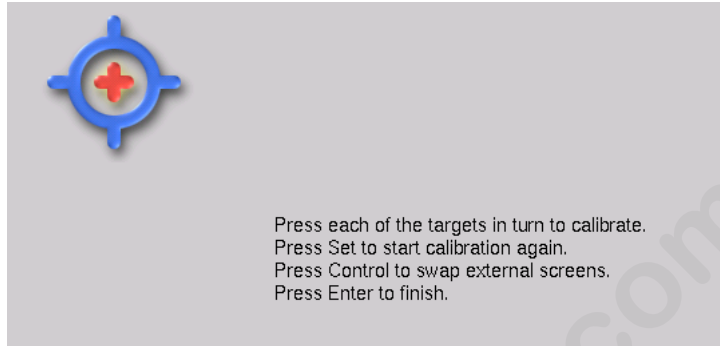 Press each of the targets in turn to calibrate.
Press Set to start calibration again.
Press Control to swap external screens.
Press Enter to finish.
.com